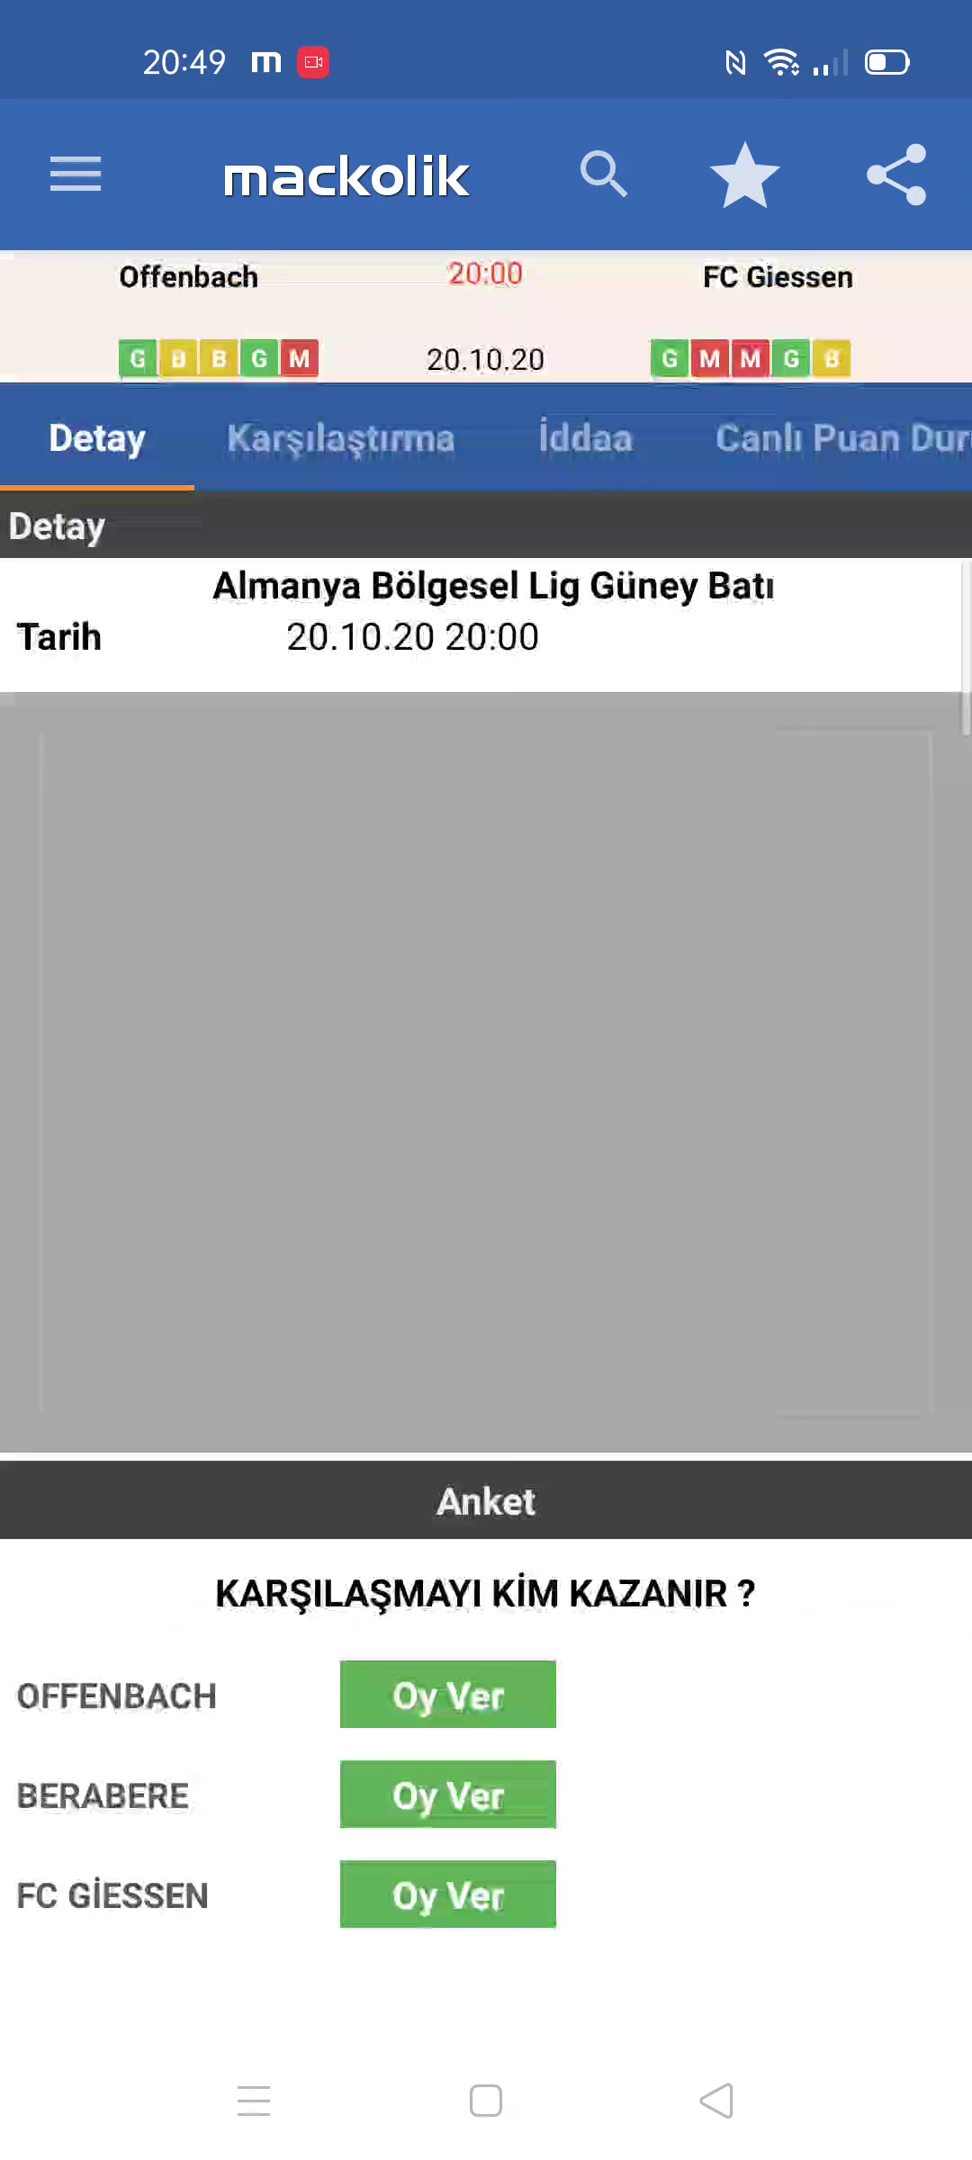 20:49 m
mackolik
Offenbach 20:00 FC Giessen
G B B G M 20.10.20 G M M G B
Detay Karşılaştırma İddaa Canlı Puan Dur
Detay
Almanya Bölgesel Lig Güney Batı
Tarih 20.10.20 20:00
Anket
KARŞILAŞMAYI KİM KAZANIR ?
OFFENBACH Oy Ver
BERABERE Oy Ver
FC GİESSEN Oy Ver